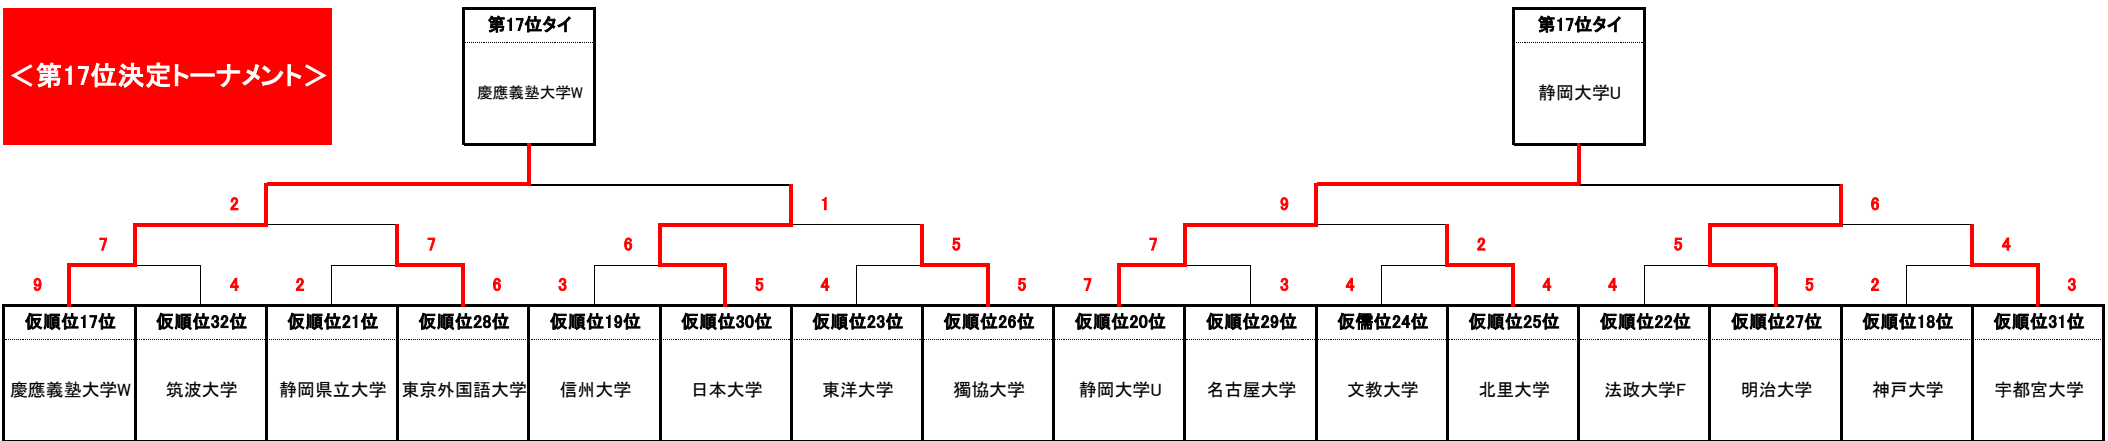 ＜第17位決定トーナメント＞
第17位タイ
慶應義塾大学W
第17位タイ
静岡大学U
2
1
9
6
7
7
6
5
7
2
5
4
9
4
2
6
3
5
4
5
7
3
4
4
4
5
2
3
仮順位17位
仮順位32位
仮順位21位
仮順位28位
仮順位19位
仮順位30位
仮順位23位
仮順位26位
仮順位20位
仮順位29位
仮儒位24位
仮順位25位
仮順位22位
仮順位27位
仮順位18位
仮順位31位
慶應義塾大学W
筑波大学
静岡県立大学
東京外国語大学
信州大学
日本大学
東洋大学
獨協大学
静岡大学U
名古屋大学
文教大学
北里大学
法政大学F
明治大学
神戸大学
宇都宮大学